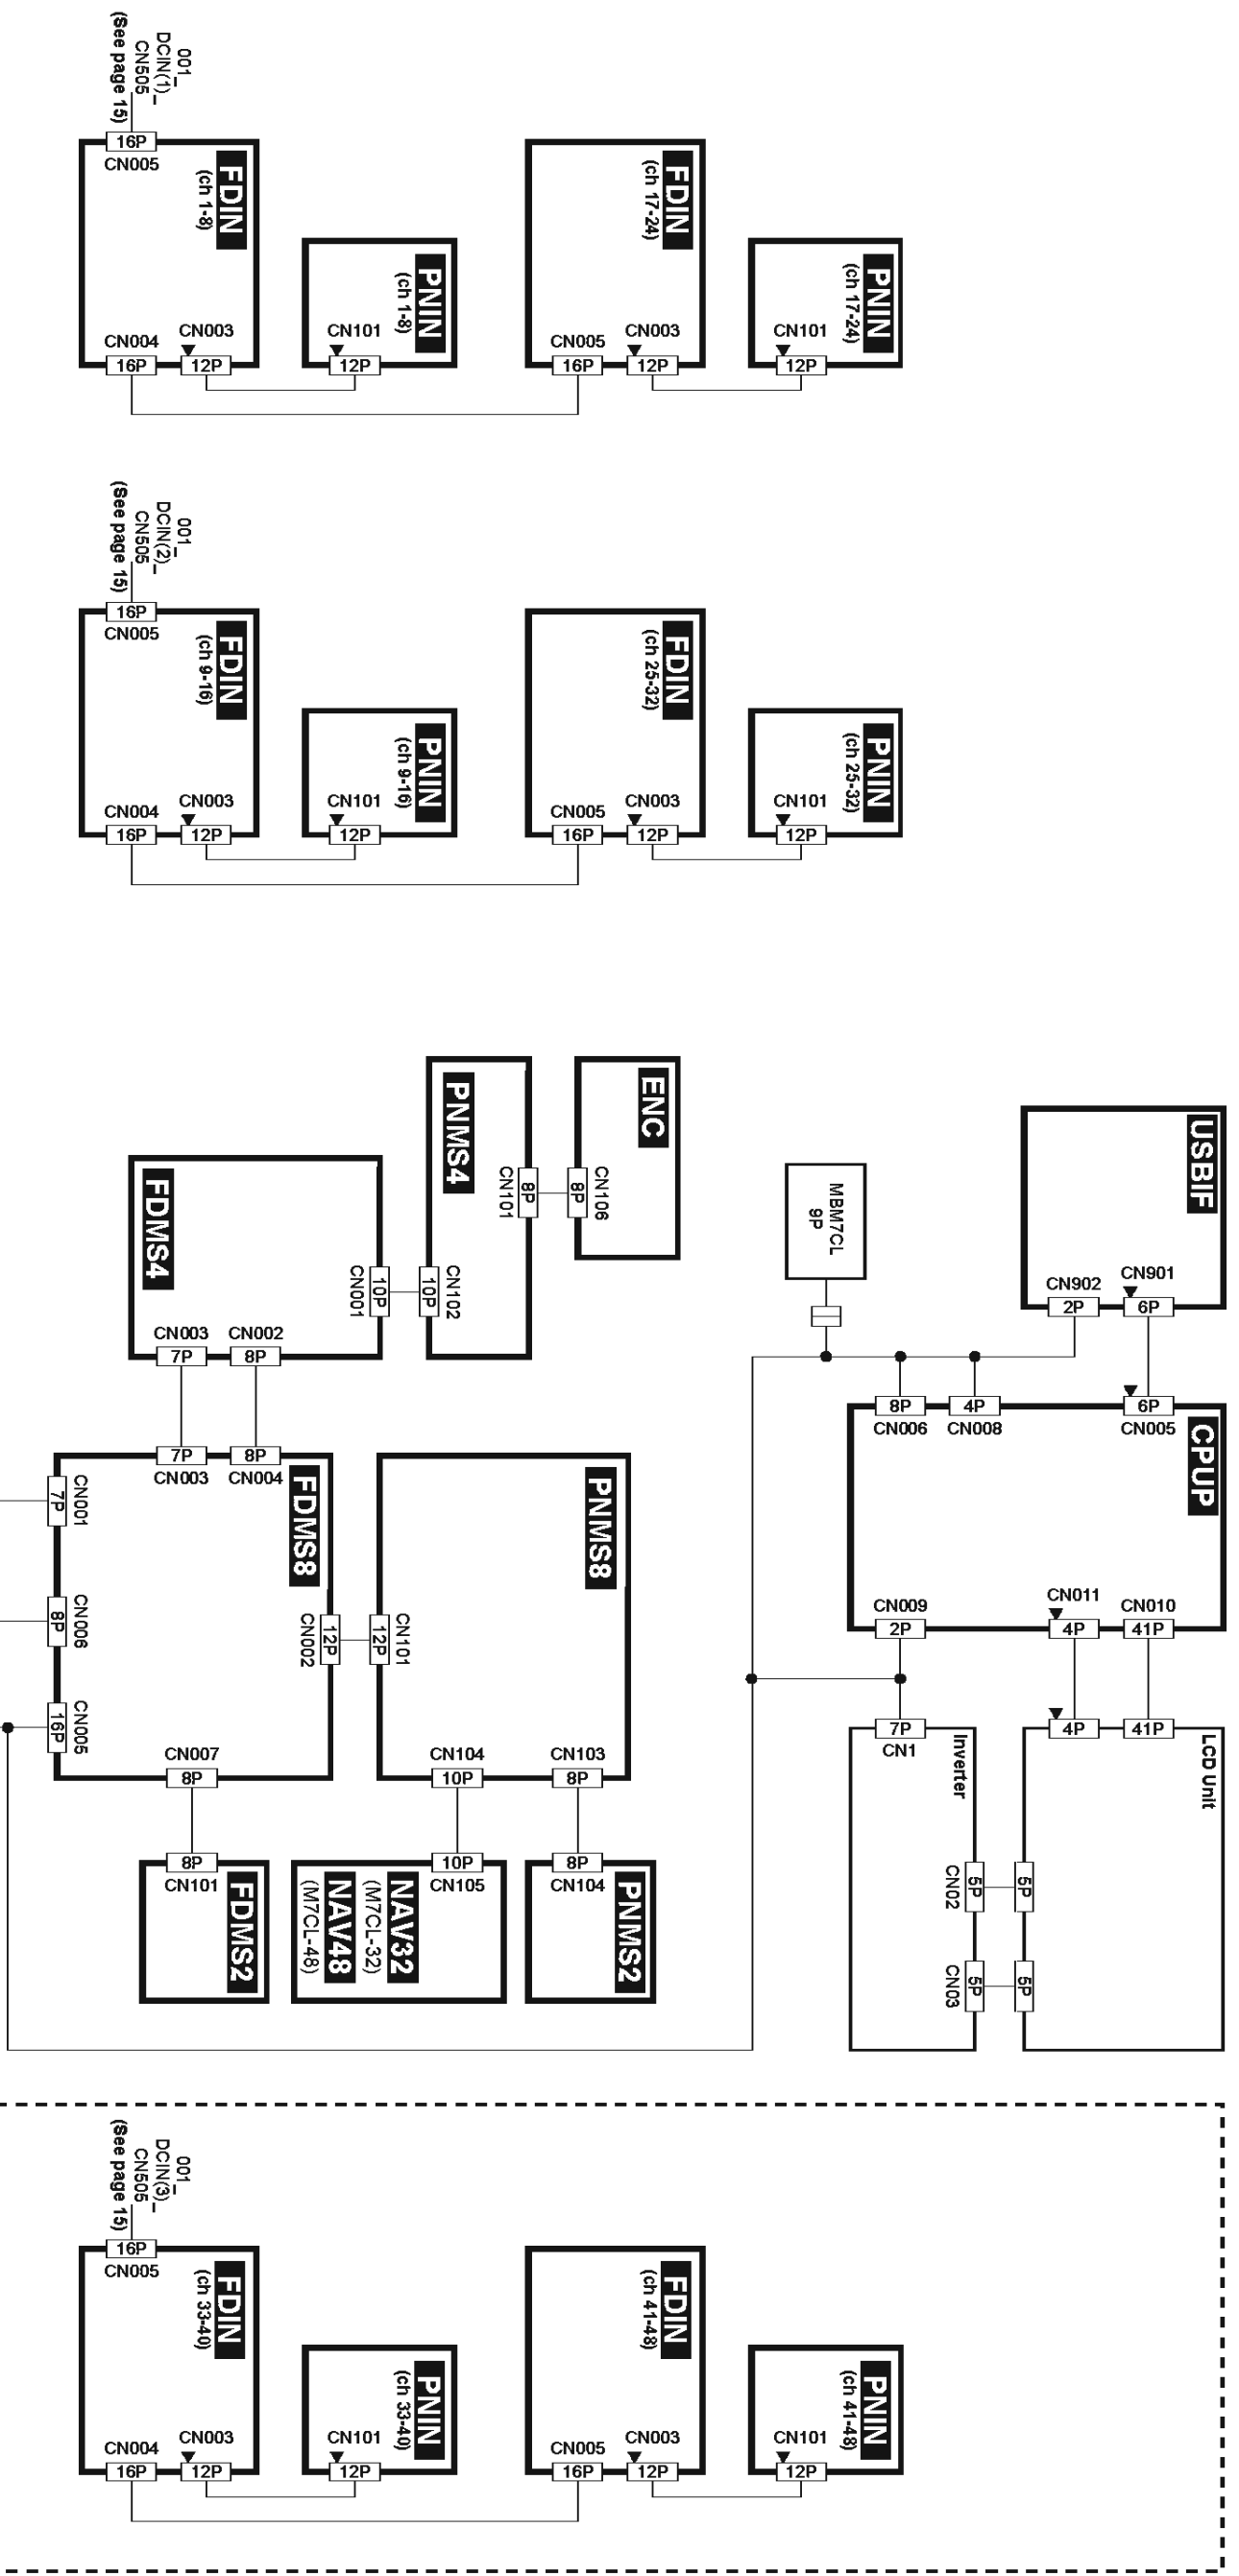 001_
DCIN(1)_
CN505
(See page 15)
16P
CN005
FDIN
(ch 1-8)
CN004
16P
CN003
12P
PNIN
(ch 1-8)
CN101
12P
FDIN
(ch 17-24)
CN005
16P
CN003
12P
PNIN
(ch 17-24)
CN101
12P
001_
DCIN(2)_
CN505
(See page 15)
16P
CN005
FDIN
(ch 9-16)
CN004
16P
CN003
12P
PNIN
(ch 9-16)
CN101
12P
FDIN
(ch 25-32)
CN005
16P
CN003
12P
PNIN
(ch 25-32)
CN101
12P
ENC
CN106
8P
PNMS4
8P
CN101
CN102
10P
FDMS4
10P
CN001
CN003
7P
CN002
8P
USBIF
CN902
2P
CN901
6P
MBM7CL
9P
8P
CN006
4P
CN008
6P
CN005
CPUP
CN009
2P
CN011
4P
CN010
41P
7P
CN003
8P
CN004
FDMS8
CN001
7P
CN006
8P
CN005
16P
12P
CN002
CN007
8P
PNMS8
CN101
12P
CN104
10P
CN103
8P
7P
CN1
Inverter
5P
CN02
5P
CN03
4P
41P
LCD Unit
5P
5P
8P
CN101
FDMS2
10P
CN105
NAV32
(M7CL-32)
NAV48
(M7CL-48)
8P
CN104
PNMS2
001_
DCIN(3)_
CN505
(See page 15)
16P
CN005
FDIN
(ch 33-40)
CN004
16P
CN003
12P
PNIN
(ch 33-40)
CN101
12P
FDIN
(ch 41-48)
CN005
16P
CN003
12P
PNIN
(ch 41-48)
CN101
12P